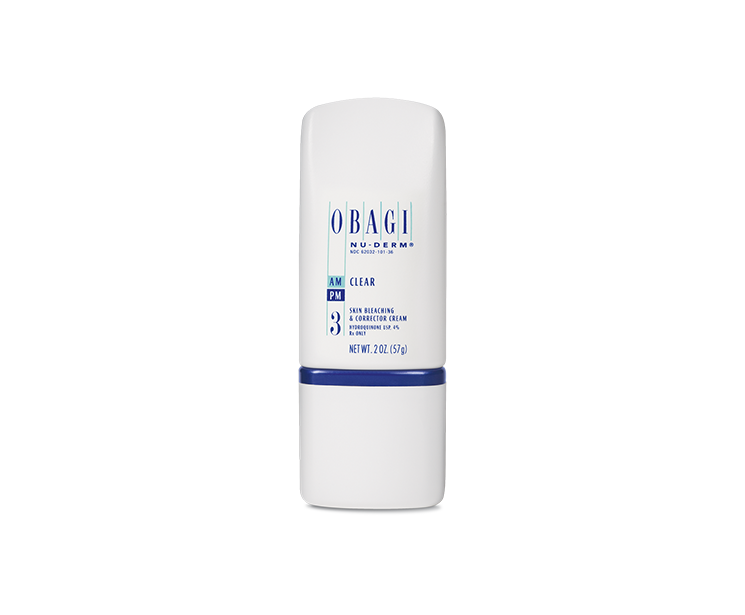 OBAGI
NU-DERM®
NDC 62032-101-36
AM
CLEAR
PM
3
SKIN BLEACHING
& CORRECTOR CREAM
HYDROQUINONE USP, 4%
Rx ONLY
NET WT. 2 OZ. (57g)